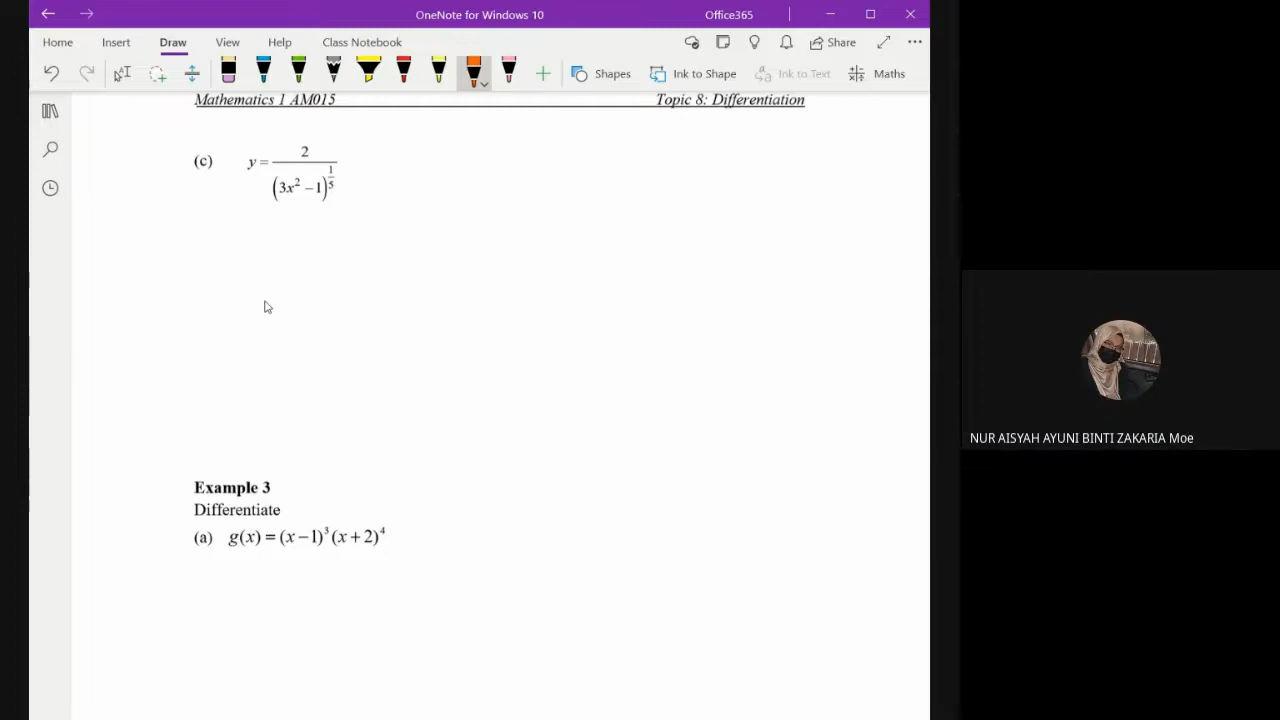 OneNote for Windows 10
Office365
Home Insert Draw View Help Class Notebook
Share
Shapes Ink to Shape Ink to Text Maths
Mathematics 1 AM015 Topic 8: Differentiation
(c) y = 2 / (3x² – 1)^(1/5)
Example 3
Differentiate
(a) g(x) = (x – 1)³ (x + 2)⁴
NUR AISYAH AYUNI BINTI ZAKARIA Moe